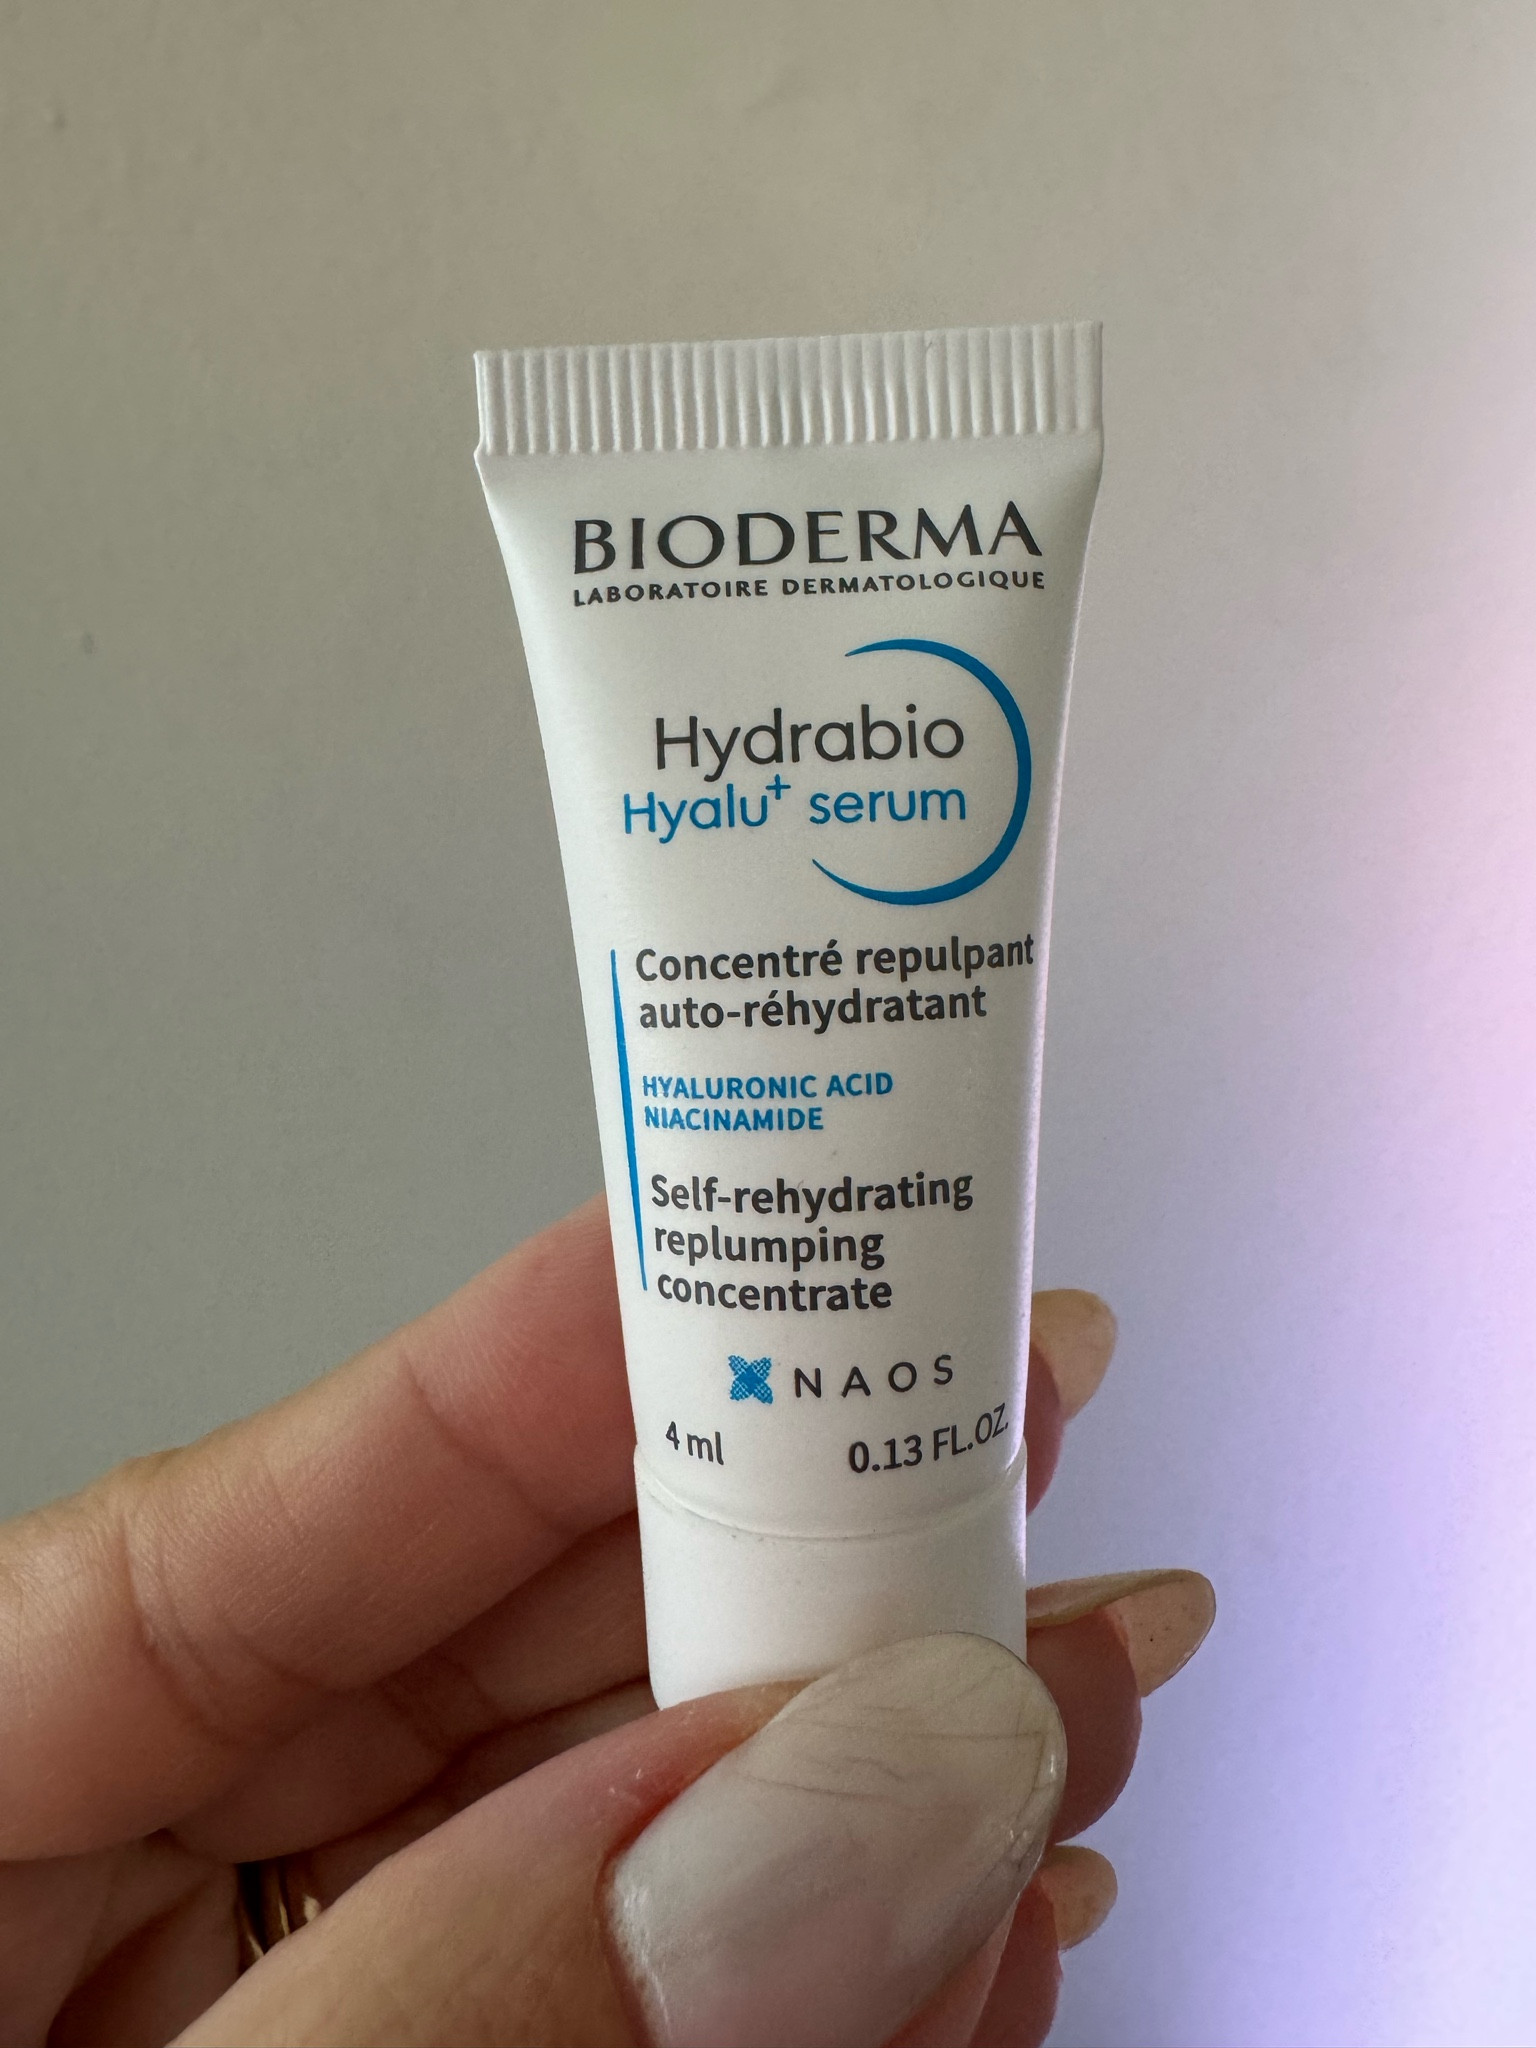 BIODERMA
LABORATOIRE DERMATOLOGIQUE
Hydrabio
Hyalu⁺ serum
Concentré repulpant
auto-réhydratant
HYALURONIC ACID
NIACINAMIDE
Self-rehydrating
replumping
concentrate
NAOS
4 ml 0.13 FL.OZ.